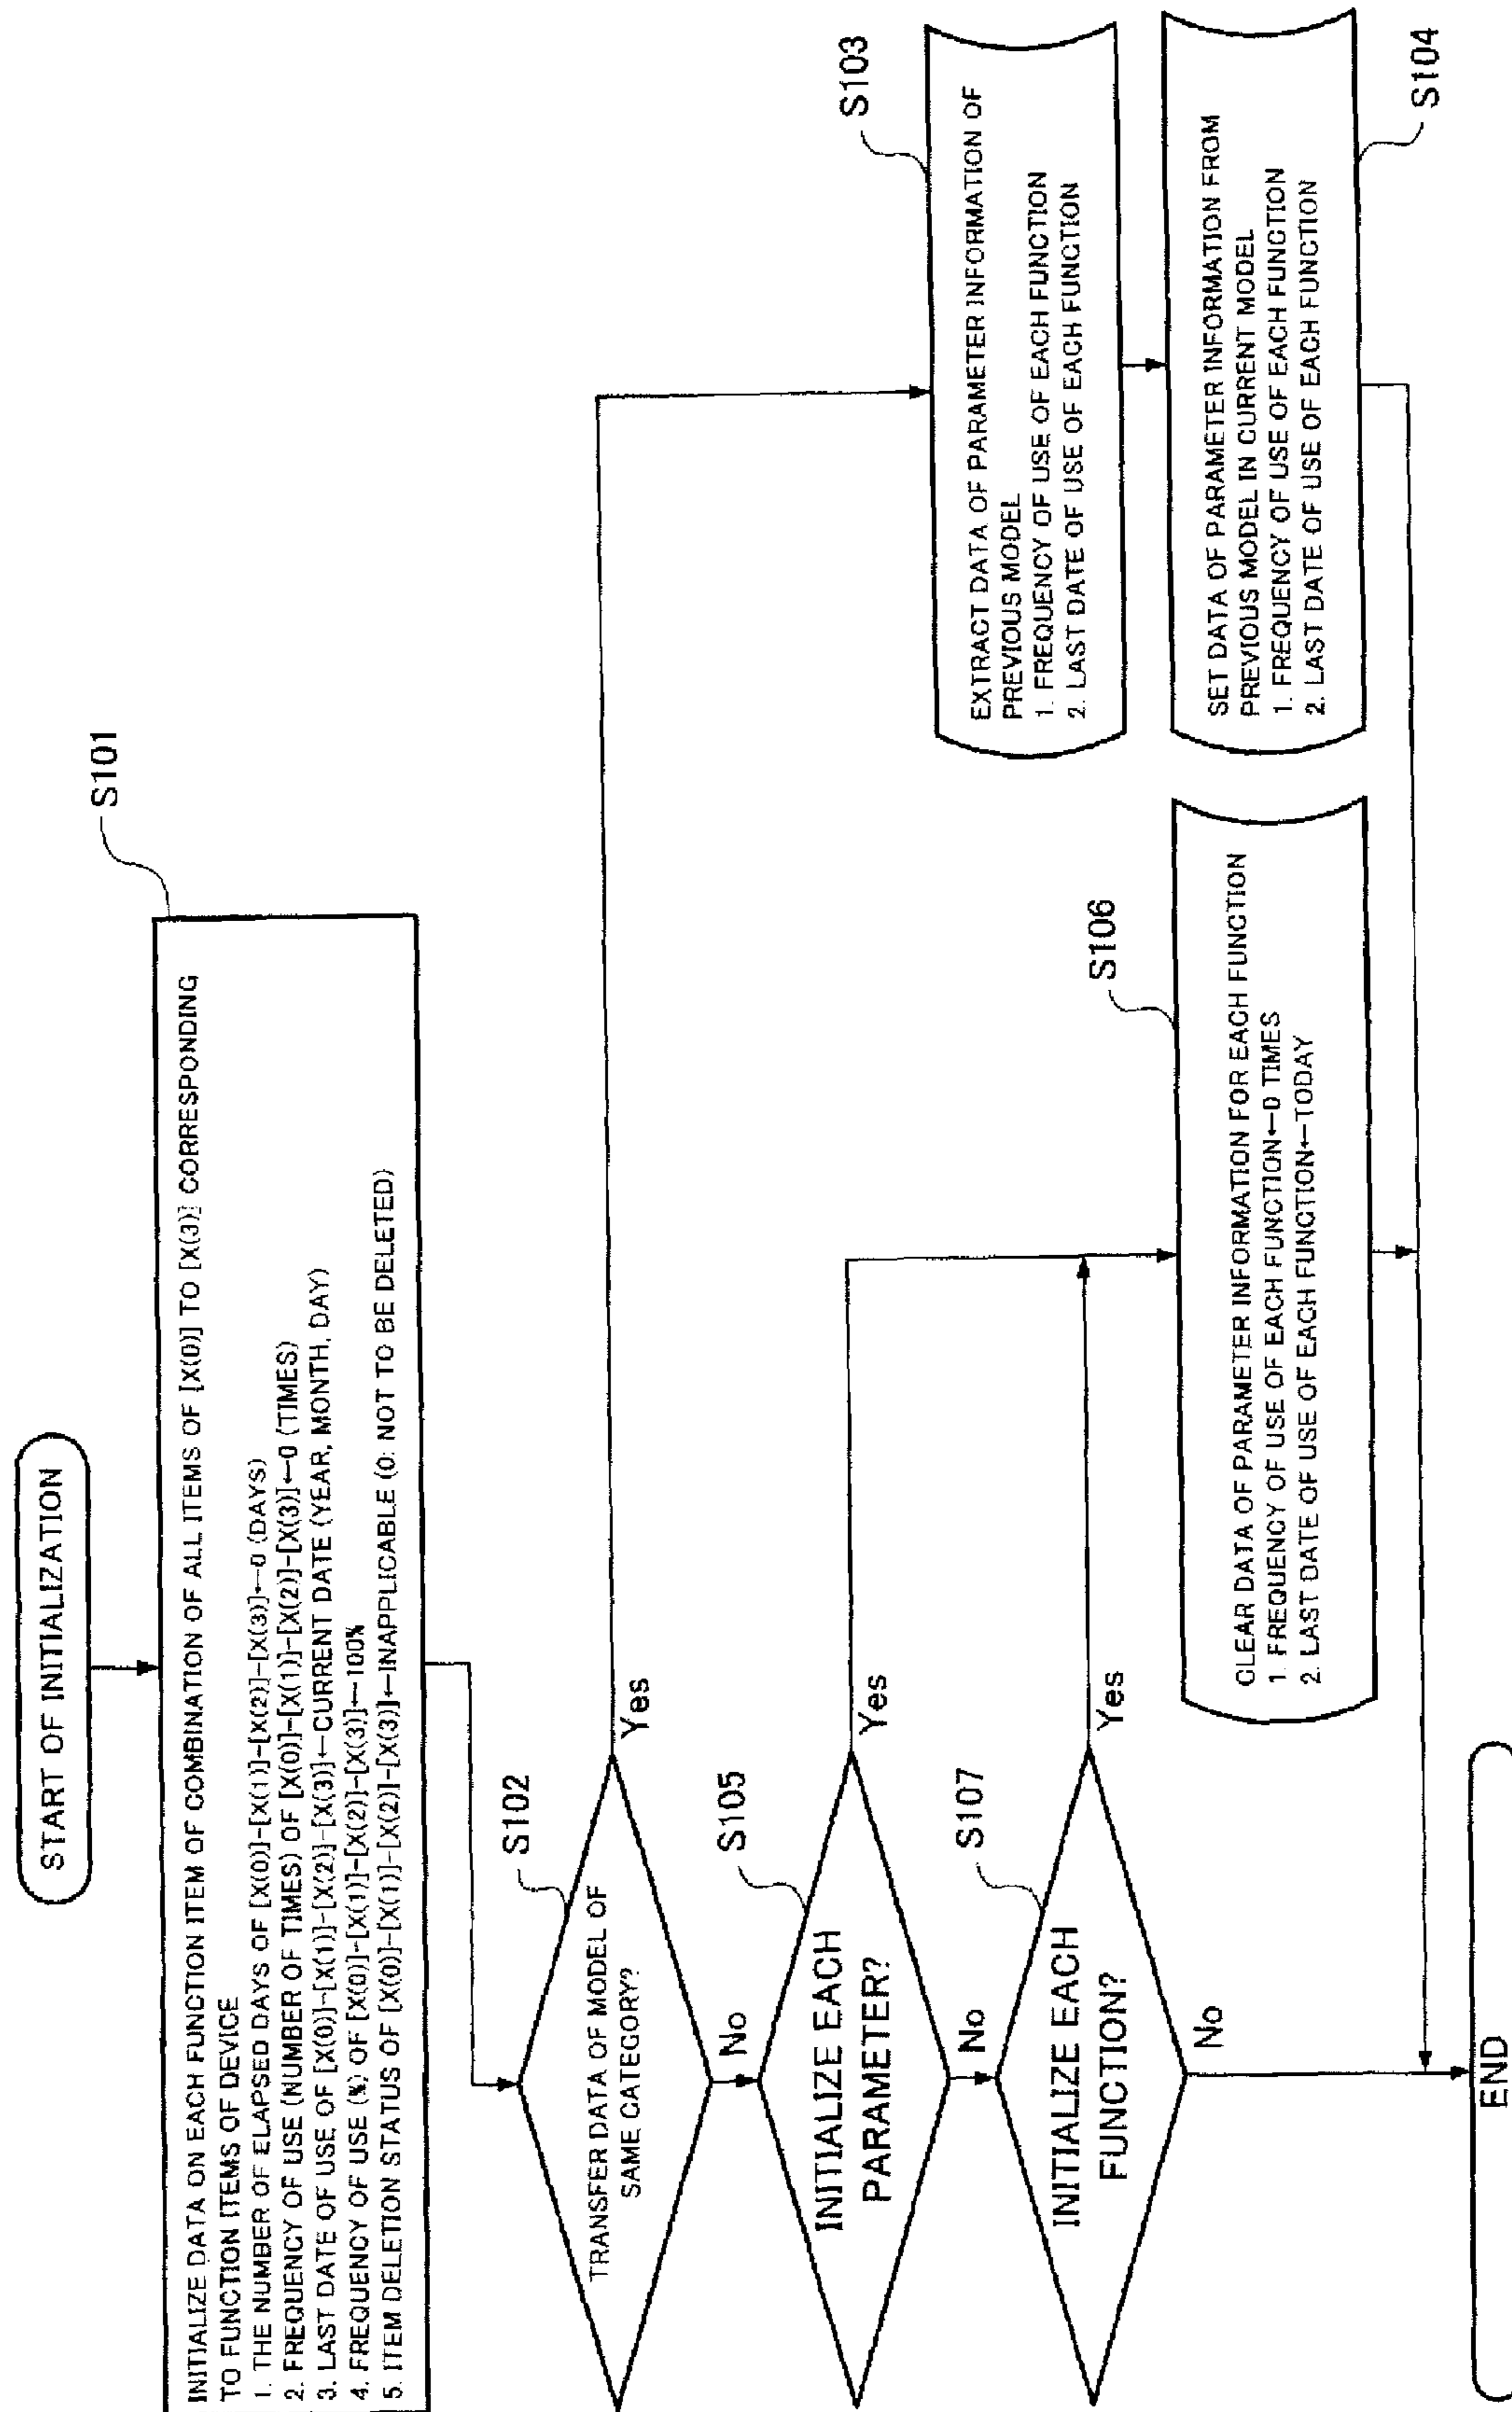 START OF INITIALIZATION
S101
INITIALIZE DATA ON EACH FUNCTION ITEM OF COMBINATION OF ALL ITEMS OF [X(0)] TO [X(3)] CORRESPONDING
TO FUNCTION ITEMS OF DEVICE
1. THE NUMBER OF ELAPSED DAYS OF [X(0)]-[X(1)]-[X(2)]-[X(3)]←0 (DAYS)
2. FREQUENCY OF USE (NUMBER OF TIMES) OF [X(0)]-[X(1)]-[X(2)]-[X(3)]←0 (TIMES)
3. LAST DATE OF USE OF [X(0)]-[X(1)]-[X(2)]-[X(3)]←CURRENT DATE (YEAR, MONTH, DAY)
4. FREQUENCY OF USE (%) OF [X(0)]-[X(1)]-[X(2)]-[X(3)]←100%
5. ITEM DELETION STATUS OF [X(0)]-[X(1)]-[X(2)]-[X(3)]←INAPPLICABLE (0: NOT TO BE DELETED)
S102
TRANSFER DATA OF MODEL OF
SAME CATEGORY?
Yes
No
S103
EXTRACT DATA OF PARAMETER INFORMATION OF
PREVIOUS MODEL
1. FREQUENCY OF USE OF EACH FUNCTION
2. LAST DATE OF USE OF EACH FUNCTION
SET DATA OF PARAMETER INFORMATION FROM
PREVIOUS MODEL IN CURRENT MODEL
1. FREQUENCY OF USE OF EACH FUNCTION
2. LAST DATE OF USE OF EACH FUNCTION
S104
S105
INITIALIZE EACH
PARAMETER?
Yes
No
S106
CLEAR DATA OF PARAMETER INFORMATION FOR EACH FUNCTION
1. FREQUENCY OF USE OF EACH FUNCTION←0 TIMES
2. LAST DATE OF USE OF EACH FUNCTION←TODAY
S107
INITIALIZE EACH
FUNCTION?
Yes
No
END